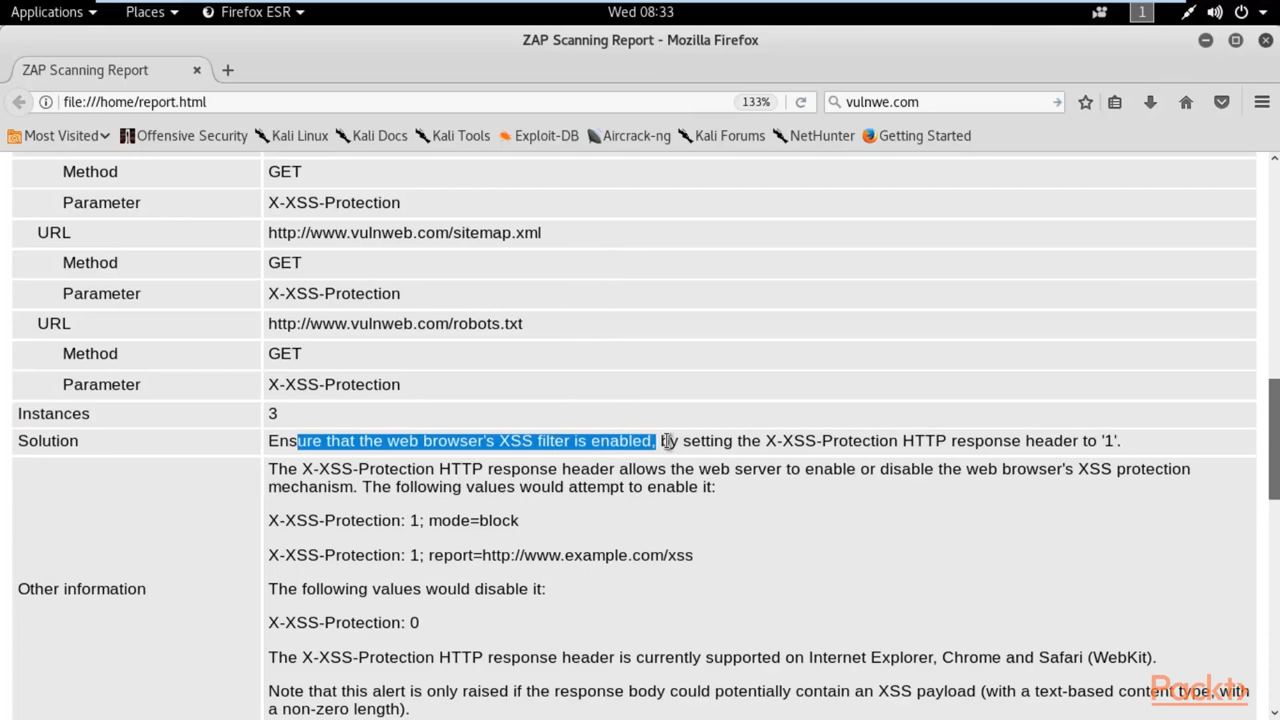 Applications Places Firefox ESR Wed 08:33 1
ZAP Scanning Report - Mozilla Firefox
ZAP Scanning Report
file:///home/report.html 133% vulnwe.com
Most Visited Offensive Security Kali Linux Kali Docs Kali Tools Exploit-DB Aircrack-ng Kali Forums NetHunter Getting Started
Method GET
Parameter X-XSS-Protection
URL http://www.vulnweb.com/sitemap.xml
Method GET
Parameter X-XSS-Protection
URL http://www.vulnweb.com/robots.txt
Method GET
Parameter X-XSS-Protection
Instances 3
Solution Ensure that the web browser's XSS filter is enabled, by setting the X-XSS-Protection HTTP response header to '1'.
The X-XSS-Protection HTTP response header allows the web server to enable or disable the web browser's XSS protection
mechanism. The following values would attempt to enable it:
X-XSS-Protection: 1; mode=block
X-XSS-Protection: 1; report=http://www.example.com/xss
Other information The following values would disable it:
X-XSS-Protection: 0
The X-XSS-Protection HTTP response header is currently supported on Internet Explorer, Chrome and Safari (WebKit).
Note that this alert is only raised if the response body could potentially contain an XSS payload (with a text-based content type, with
a non-zero length).
Packt>